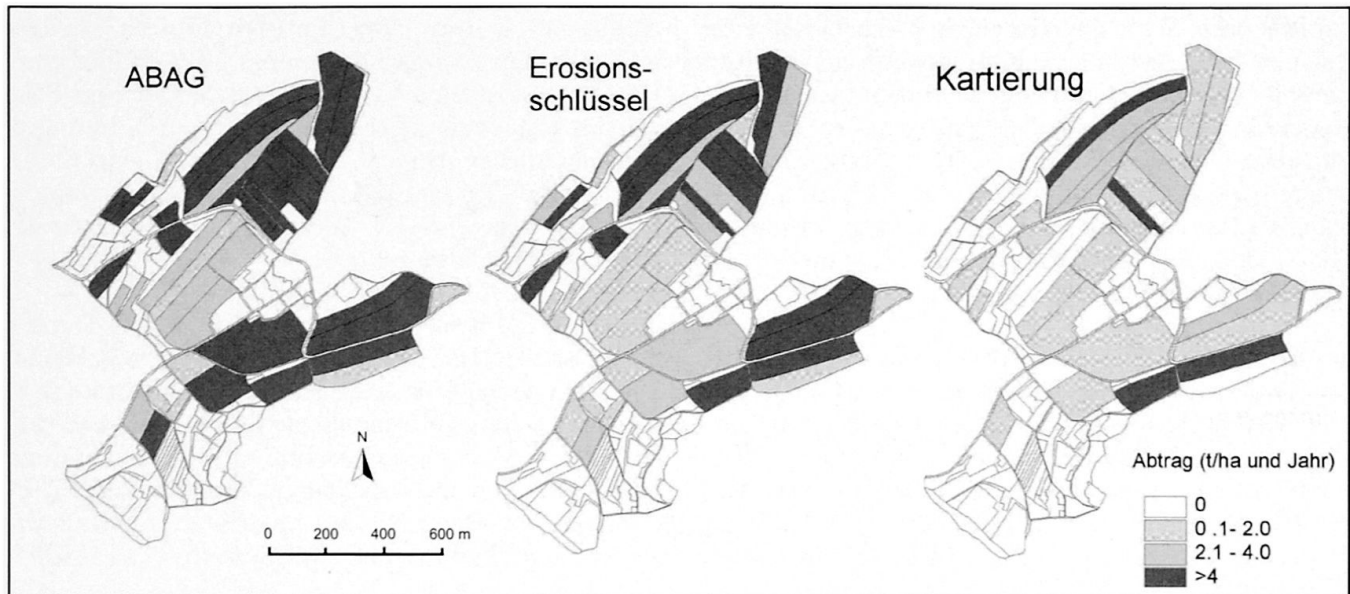 ABAG
Erosions-
schlüssel
Kartierung
N
0 200 400 600 m
Abtrag (t/ha und Jahr)
0
0 .1- 2.0
2.1 - 4.0
>4